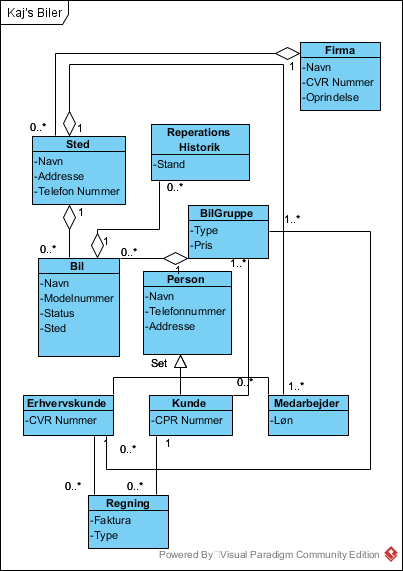 Kaj's Biler
Firma
-Navn
-CVR Nummer
-Oprindelse
1
0..*
1
Sted
-Navn
-Addresse
-Telefon Nummer
Reperations
Historik
-Stand
0..*
1
BilGruppe
-Type
-Pris
1..*
0..*
1
0..*
1
1..*
Bil
-Navn
-Modelnummer
-Status
-Sted
Person
-Navn
-Telefonnummer
-Addresse
Set
0..*
1..*
Erhvervskunde
-CVR Nummer
Kunde
-CPR Nummer
Medarbejder
-Løn
1
0..*
1
0..*
0..*
Regning
-Faktura
-Type
Powered By Visual Paradigm Community Edition